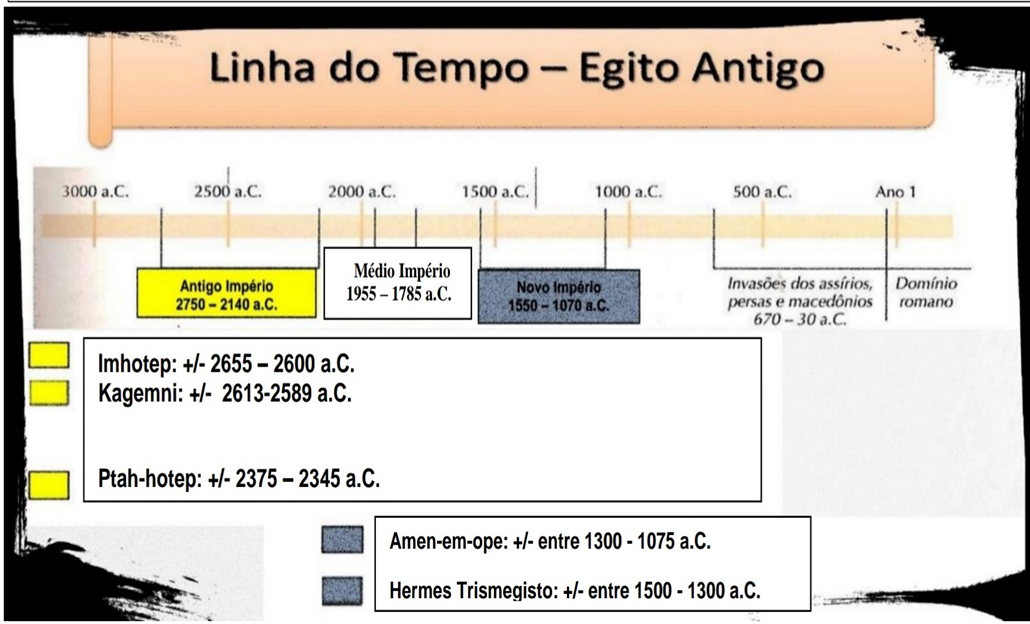 Linha do Tempo – Egito Antigo
3000 a.C. 2500 a.C. 2000 a.C. 1500 a.C. 1000 a.C. 500 a.C. Ano 1
Antigo Império
2750 – 2140 a.C.
Médio Império
1955 – 1785 a.C.
Novo Império
1550 – 1070 a.C.
Invasões dos assírios,
persas e macedônios
670 – 30 a.C.
Domínio
romano
Imhotep: +/- 2655 – 2600 a.C.
Kagemni: +/- 2613-2589 a.C.
Ptah-hotep: +/- 2375 – 2345 a.C.
Amen-em-ope: +/- entre 1300 - 1075 a.C.
Hermes Trismegisto: +/- entre 1500 - 1300 a.C.